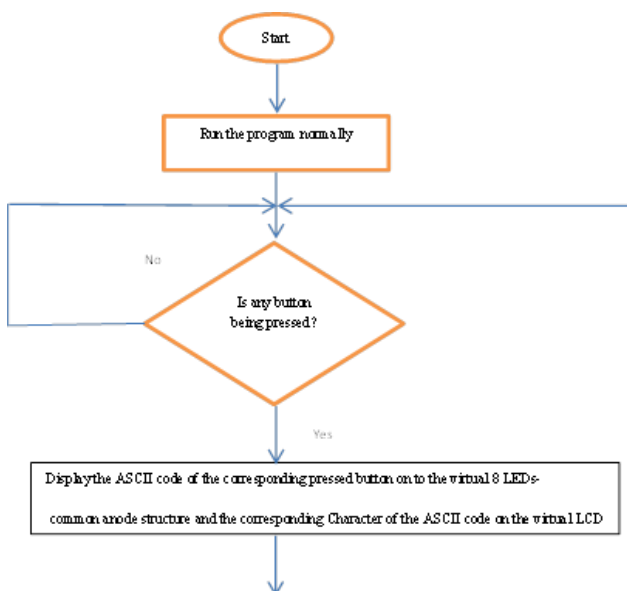 Start
Run the program normally
No
Is any button
being pressed?
Yes
Display the ASCII code of the corresponding pressed button on to the virtual 8 LEDs-
common anode structure and the corresponding Character of the ASCII code on the virtual LCD